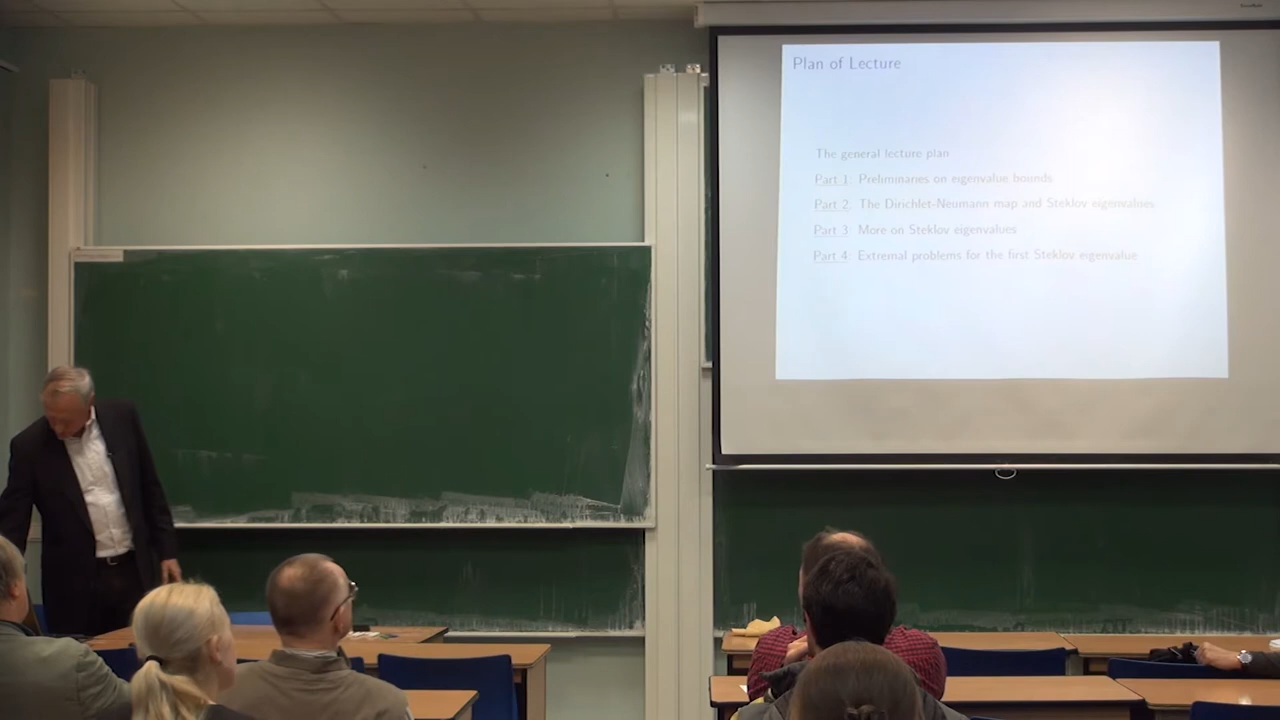 Plan of Lecture
The general lecture plan
Part 1: Preliminaries on eigenvalue bounds
Part 2: The Dirichlet-Neumann map and Steklov eigenvalues
Part 3: More on Steklov eigenvalues
Part 4: Extremal problems for the first Steklov eigenvalue